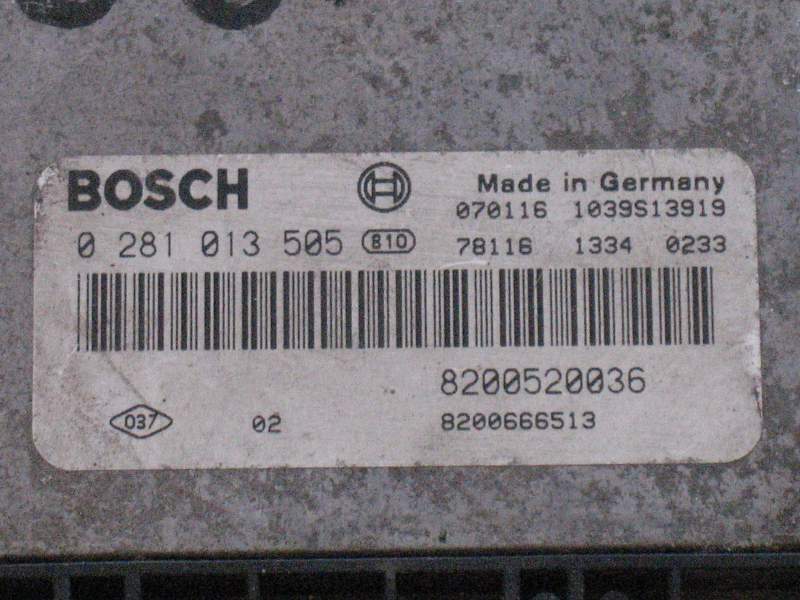 BOSCH Made in Germany
070116 1039S13919
0 281 013 505 B10 78116 1334 0233
8200520036
037 02 8200666513